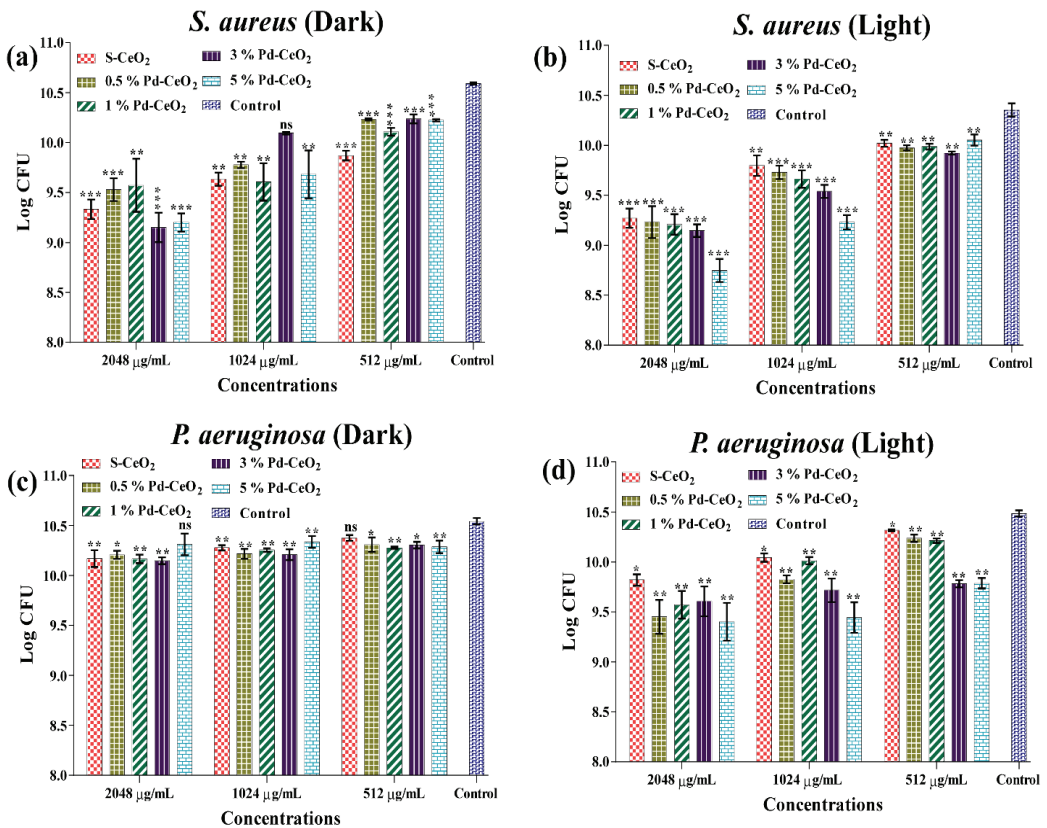 S. aureus (Dark)
(a)
S-CeO₂
0.5 % Pd-CeO₂
1 % Pd-CeO₂
3 % Pd-CeO₂
5 % Pd-CeO₂
Control
Log CFU
11.0
10.5
10.0
9.5
9.0
8.5
8.0
***
***
**
***
***
**
**
**
ns
**
***
***
***
***
***
2048 µg/mL
1024 µg/mL
512 µg/mL
Control
Concentrations
S. aureus (Light)
(b)
S-CeO₂
0.5 % Pd-CeO₂
1 % Pd-CeO₂
3 % Pd-CeO₂
5 % Pd-CeO₂
Control
Log CFU
11.0
10.5
10.0
9.5
9.0
8.5
8.0
***
***
***
***
***
**
***
***
***
***
**
**
**
**
**
2048 µg/mL
1024 µg/mL
512 µg/mL
Control
Concentrations
P. aeruginosa (Dark)
(c)
S-CeO₂
0.5 % Pd-CeO₂
1 % Pd-CeO₂
3 % Pd-CeO₂
5 % Pd-CeO₂
Control
Log CFU
11.0
10.5
10.0
9.5
9.0
8.5
8.0
**
*
**
**
ns
**
**
**
**
**
ns
*
**
*
**
2048 µg/mL
1024 µg/mL
512 µg/mL
Control
Concentrations
P. aeruginosa (Light)
(d)
S-CeO₂
0.5 % Pd-CeO₂
1 % Pd-CeO₂
3 % Pd-CeO₂
5 % Pd-CeO₂
Control
Log CFU
11.0
10.5
10.0
9.5
9.0
8.5
8.0
*
**
**
**
**
*
**
**
**
**
*
**
**
**
**
2048 µg/mL
1024 µg/mL
512 µg/mL
Control
Concentrations